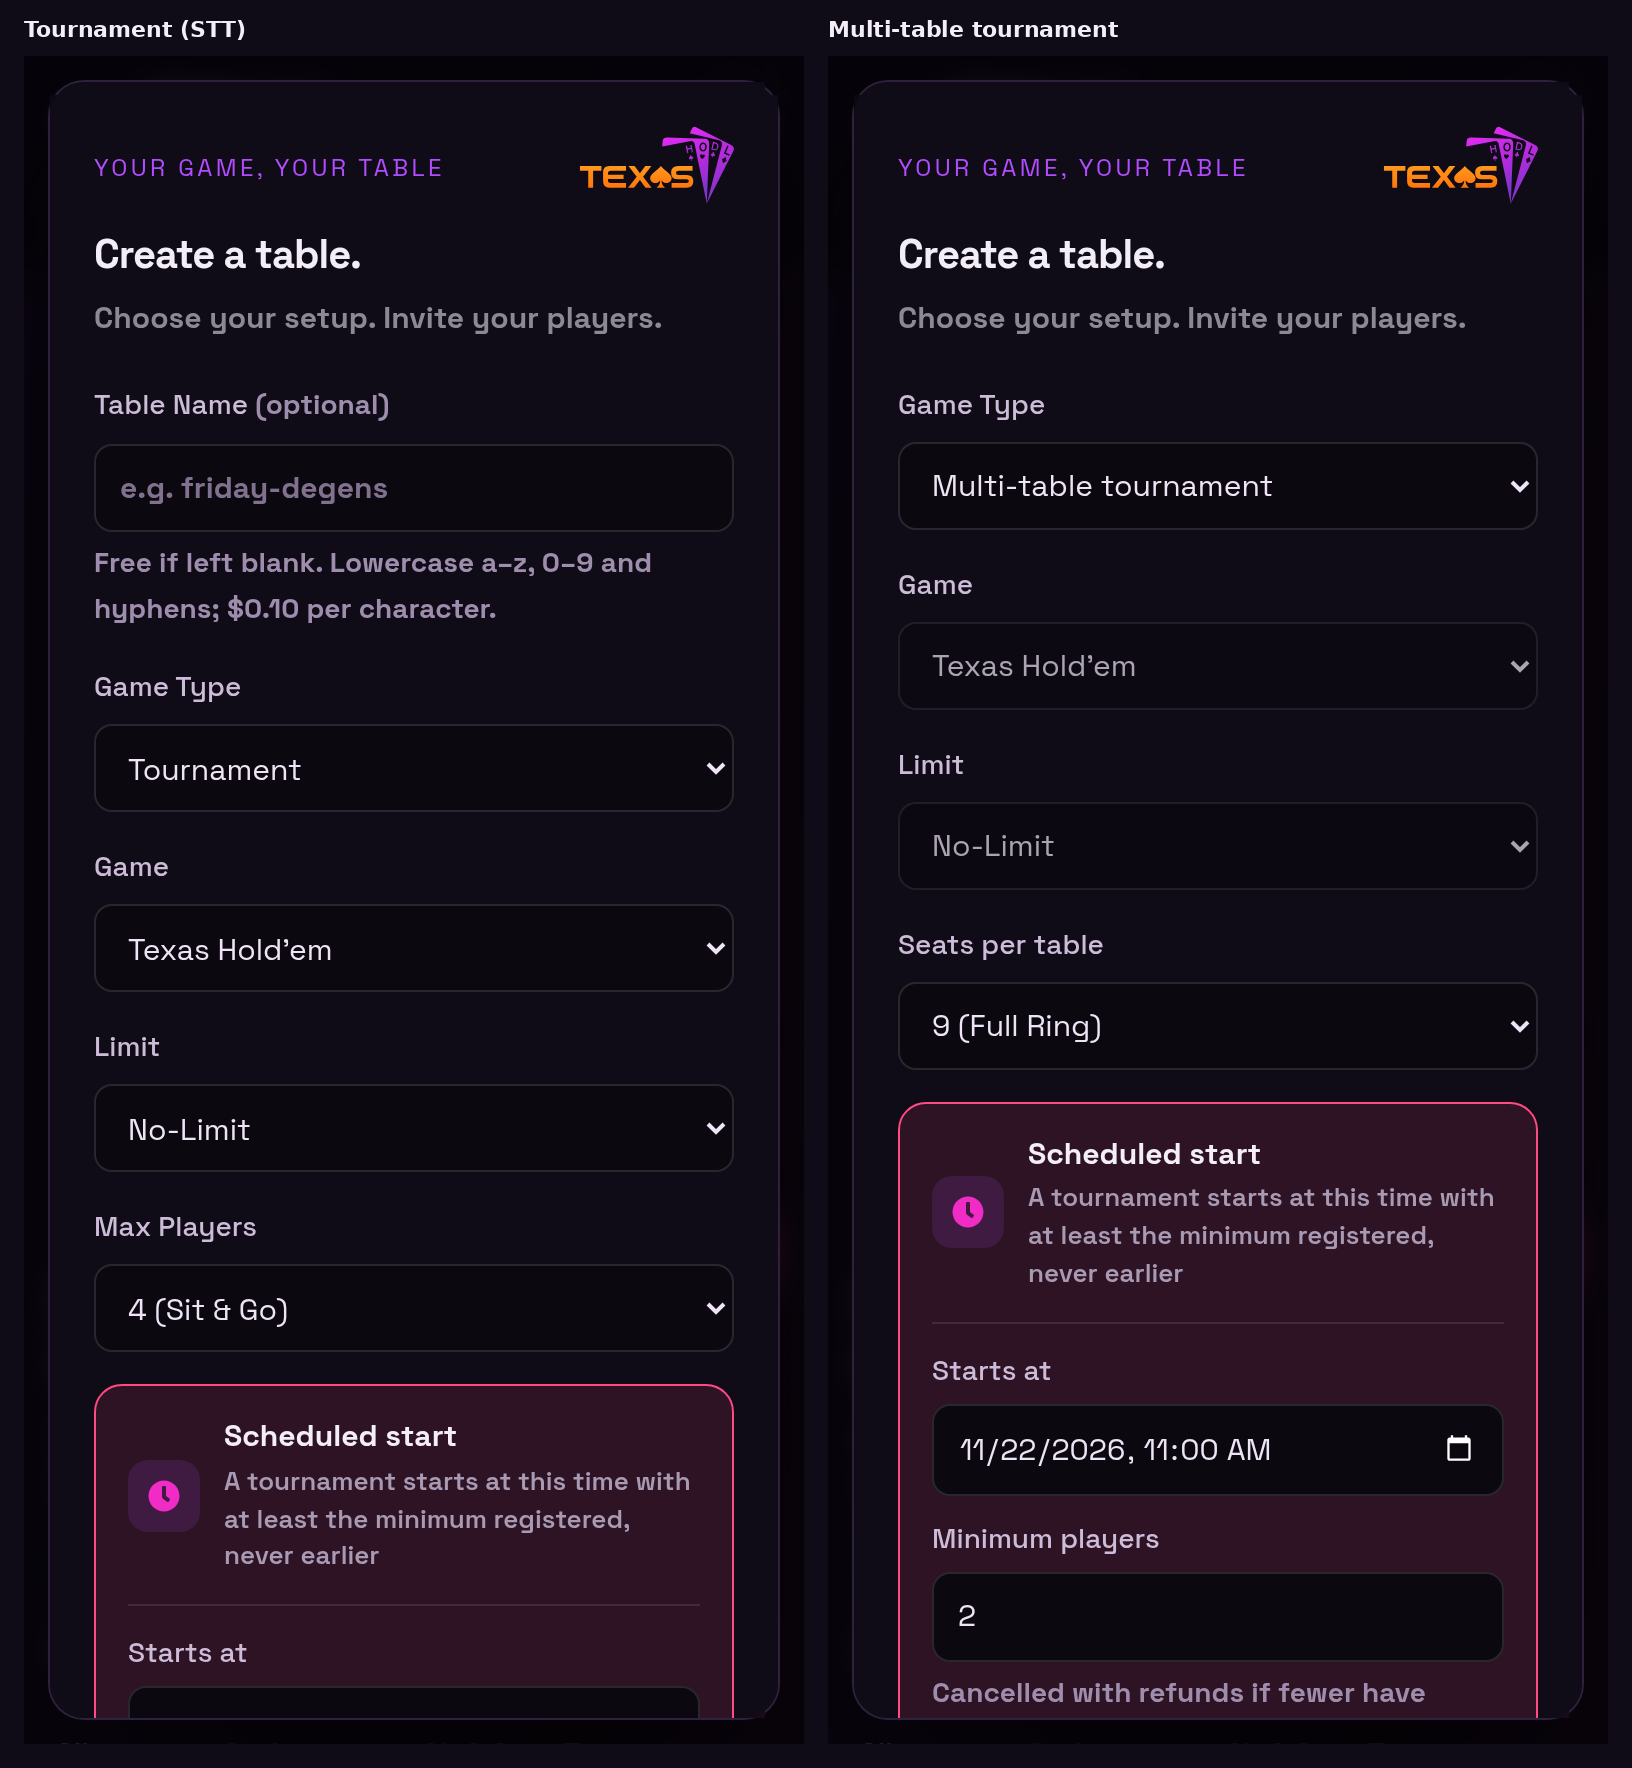 Tournament (STT)
YOUR GAME, YOUR TABLE
HODL
TEXAS
Create a table.
Choose your setup. Invite your players.
Table Name (optional)
e.g. friday-degens
Free if left blank. Lowercase a–z, 0–9 and
hyphens; $0.10 per character.
Game Type
Tournament
Game
Texas Hold’em
Limit
No-Limit
Max Players
4 (Sit & Go)
Scheduled start
A tournament starts at this time with
at least the minimum registered,
never earlier
Starts at
Multi-table tournament
YOUR GAME, YOUR TABLE
HODL
TEXAS
Create a table.
Choose your setup. Invite your players.
Game Type
Multi-table tournament
Game
Texas Hold’em
Limit
No-Limit
Seats per table
9 (Full Ring)
Scheduled start
A tournament starts at this time with
at least the minimum registered,
never earlier
Starts at
11/22/2026, 11:00 AM
Minimum players
2
Cancelled with refunds if fewer have